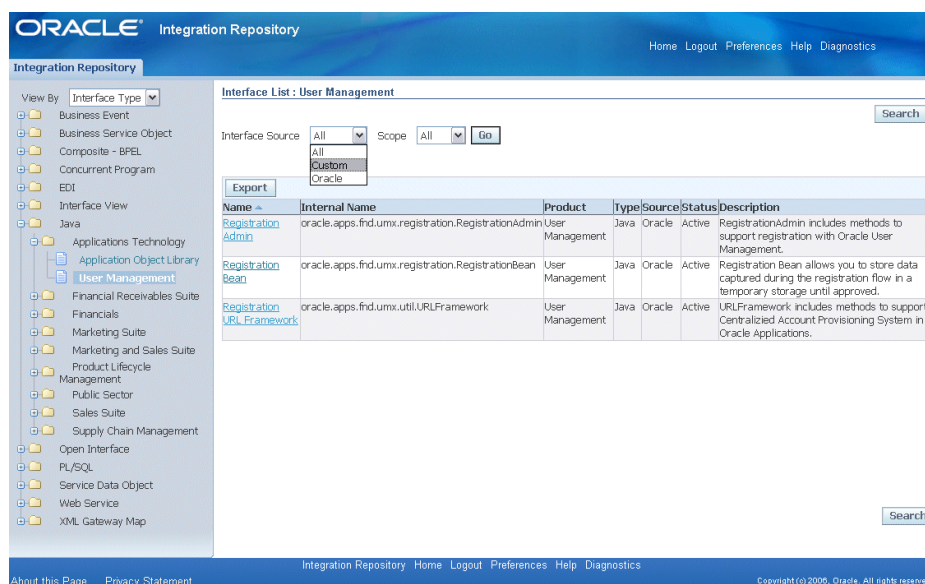 ORACLE® Integration Repository
Home Logout Preferences Help Diagnostics
Integration Repository
View By Interface Type
Business Event
Business Service Object
Composite - BPEL
Concurrent Program
EDI
Interface View
Java
Applications Technology
Application Object Library
User Management
Financial Receivables Suite
Financials
Marketing Suite
Marketing and Sales Suite
Product Lifecycle
Management
Public Sector
Sales Suite
Supply Chain Management
Open Interface
PL/SQL
Service Data Object
Web Service
XML Gateway Map
Interface List : User Management
Search
Interface Source All Scope All Go
All
Custom
Oracle
Export
Name Internal Name Product Type Source Status Description
Registration oracle.apps.fnd.umx.registration.RegistrationAdmin User Java Oracle Active RegistrationAdmin includes methods to
Admin Management support registration with Oracle User
Management.
Registration oracle.apps.fnd.umx.registration.RegistrationBean User Java Oracle Active Registration Bean allows you to store data
Bean Management captured during the registration flow in a
temporary storage until approved.
Registration oracle.apps.fnd.umx.util.URLFramework User Java Oracle Active URLFramework includes methods to support
URL Framework Management Centralizied Account Provisioning System in
Oracle Applications.
Search
Integration Repository Home Logout Preferences Help Diagnostics
About this Page Privacy Statement Copyright (c) 2006, Oracle. All rights reserve